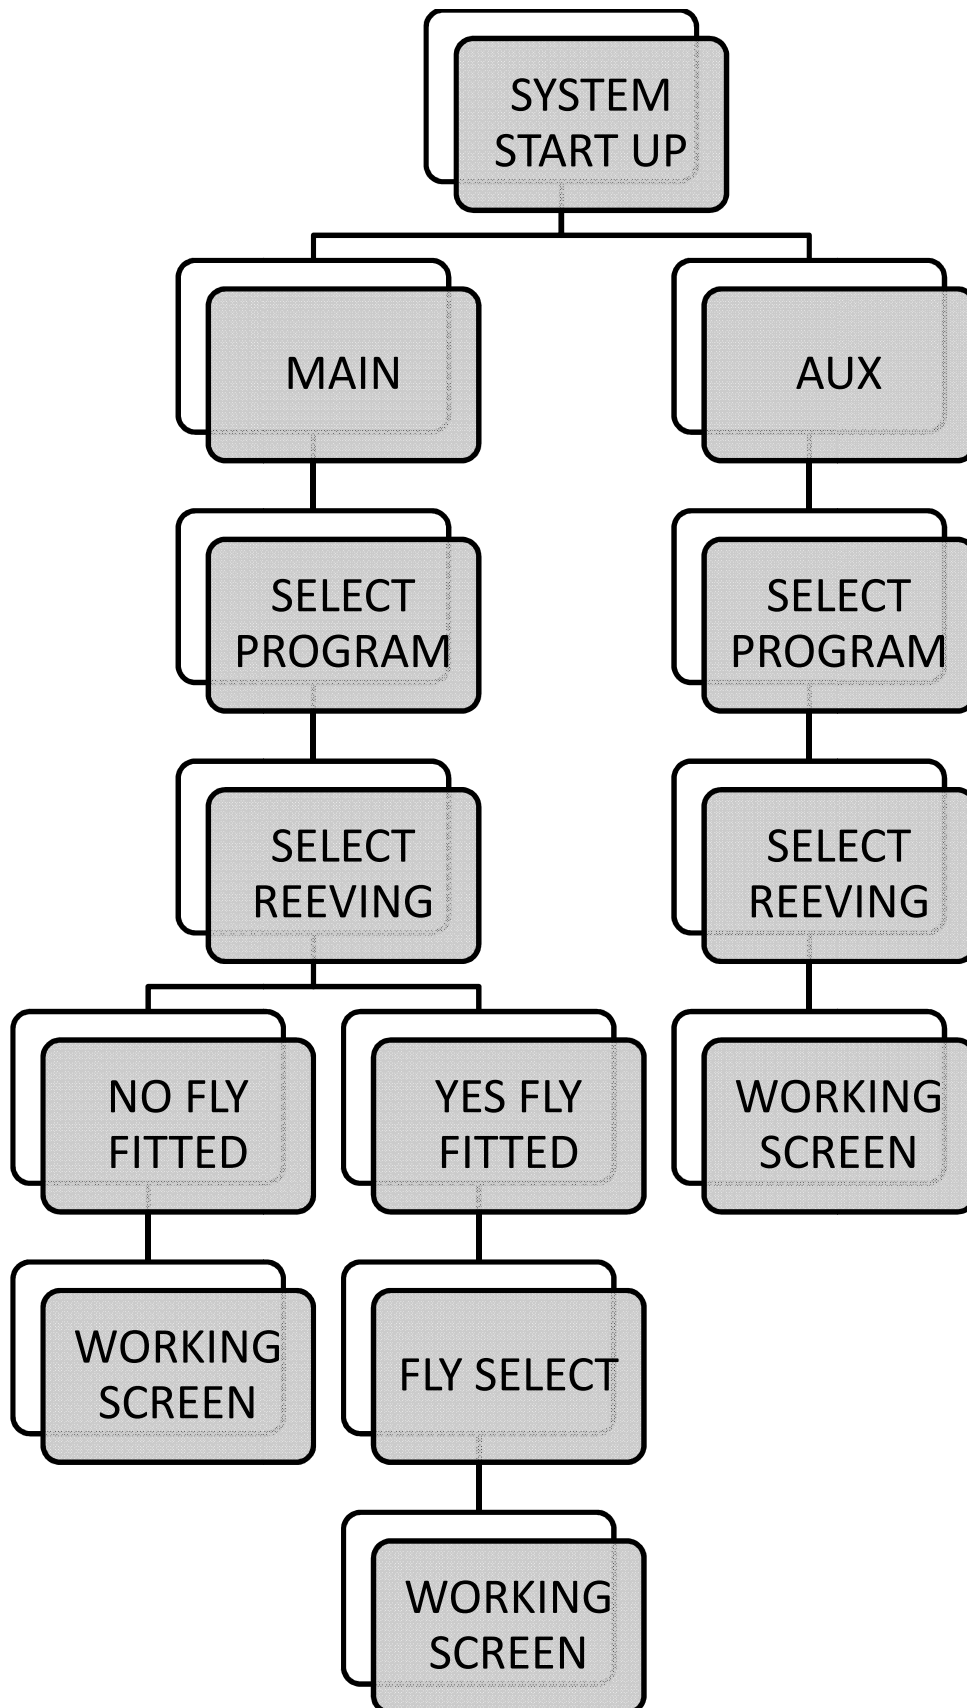 SYSTEM
START UP
MAIN
AUX
SELECT
PROGRAM
SELECT
PROGRAM
SELECT
REEVING
SELECT
REEVING
NO FLY
FITTED
YES FLY
FITTED
WORKING
SCREEN
WORKING
SCREEN
FLY SELECT
WORKING
SCREEN